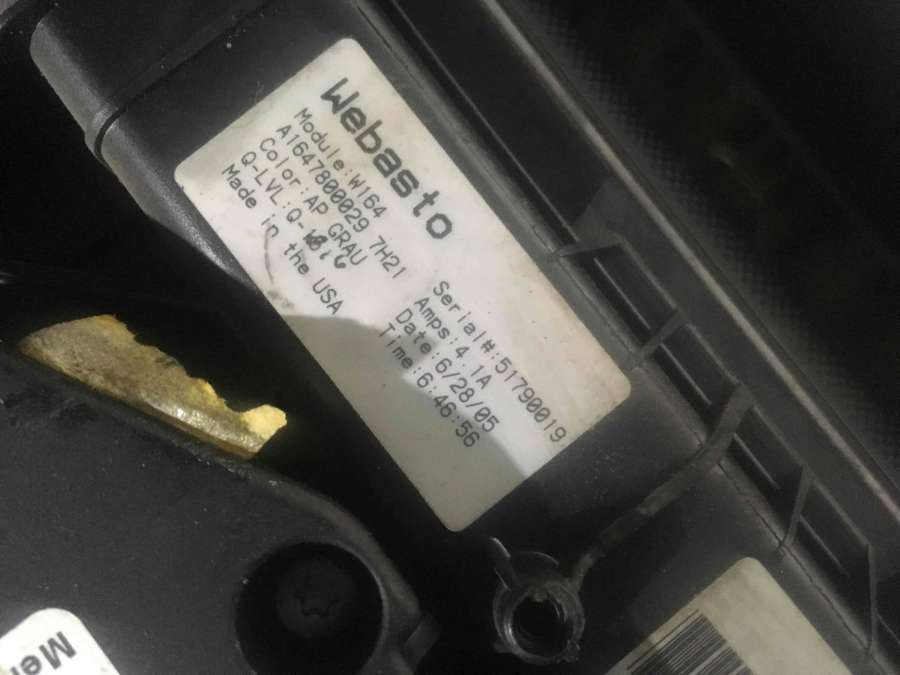 Webasto
Module:W164
A1647800029 7H21
Color:AP GRAU
Q-LVL:Q-
Made in the USA
Serial#:51790019
Amps:4.1A
Date:6/28/05
Time:6:46:56